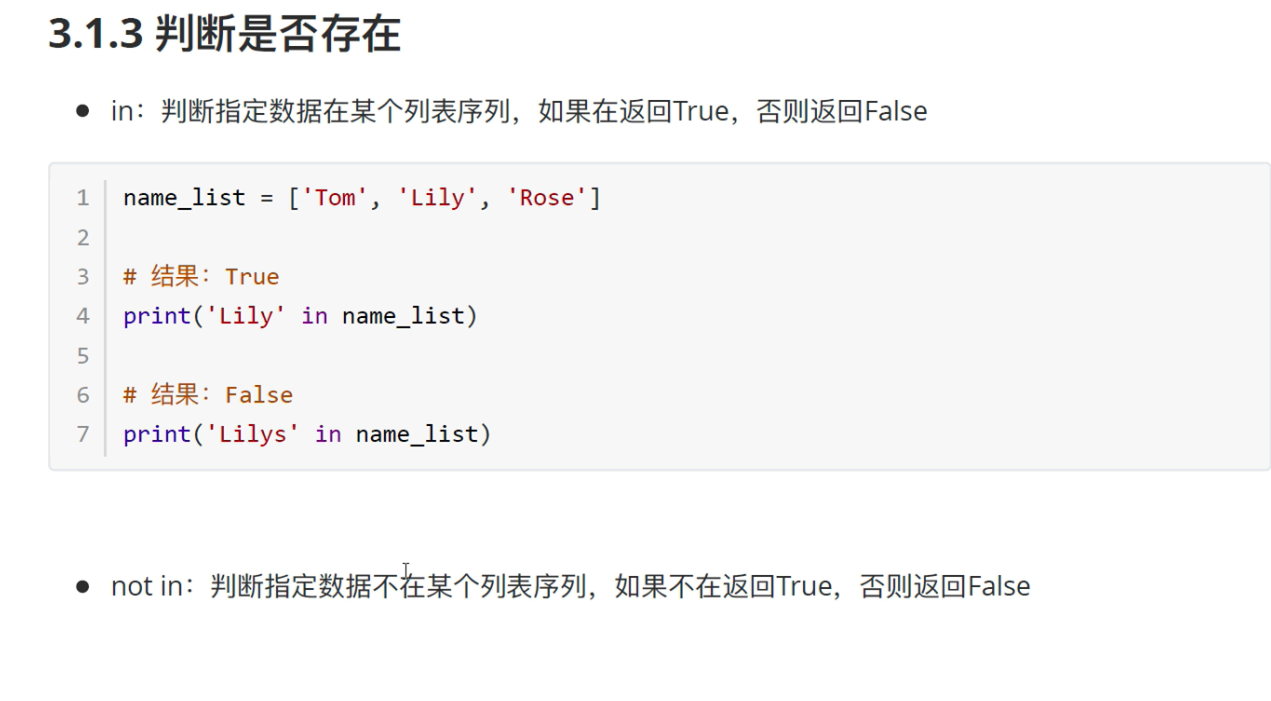 3.1.3 判断是否存在
● in：判断指定数据在某个列表序列，如果在返回True，否则返回False
1 name_list = ['Tom', 'Lily', 'Rose']
2
3 # 结果：True
4 print('Lily' in name_list)
5
6 # 结果：False
7 print('Lilys' in name_list)
● not in：判断指定数据不在某个列表序列，如果不在返回True，否则返回False